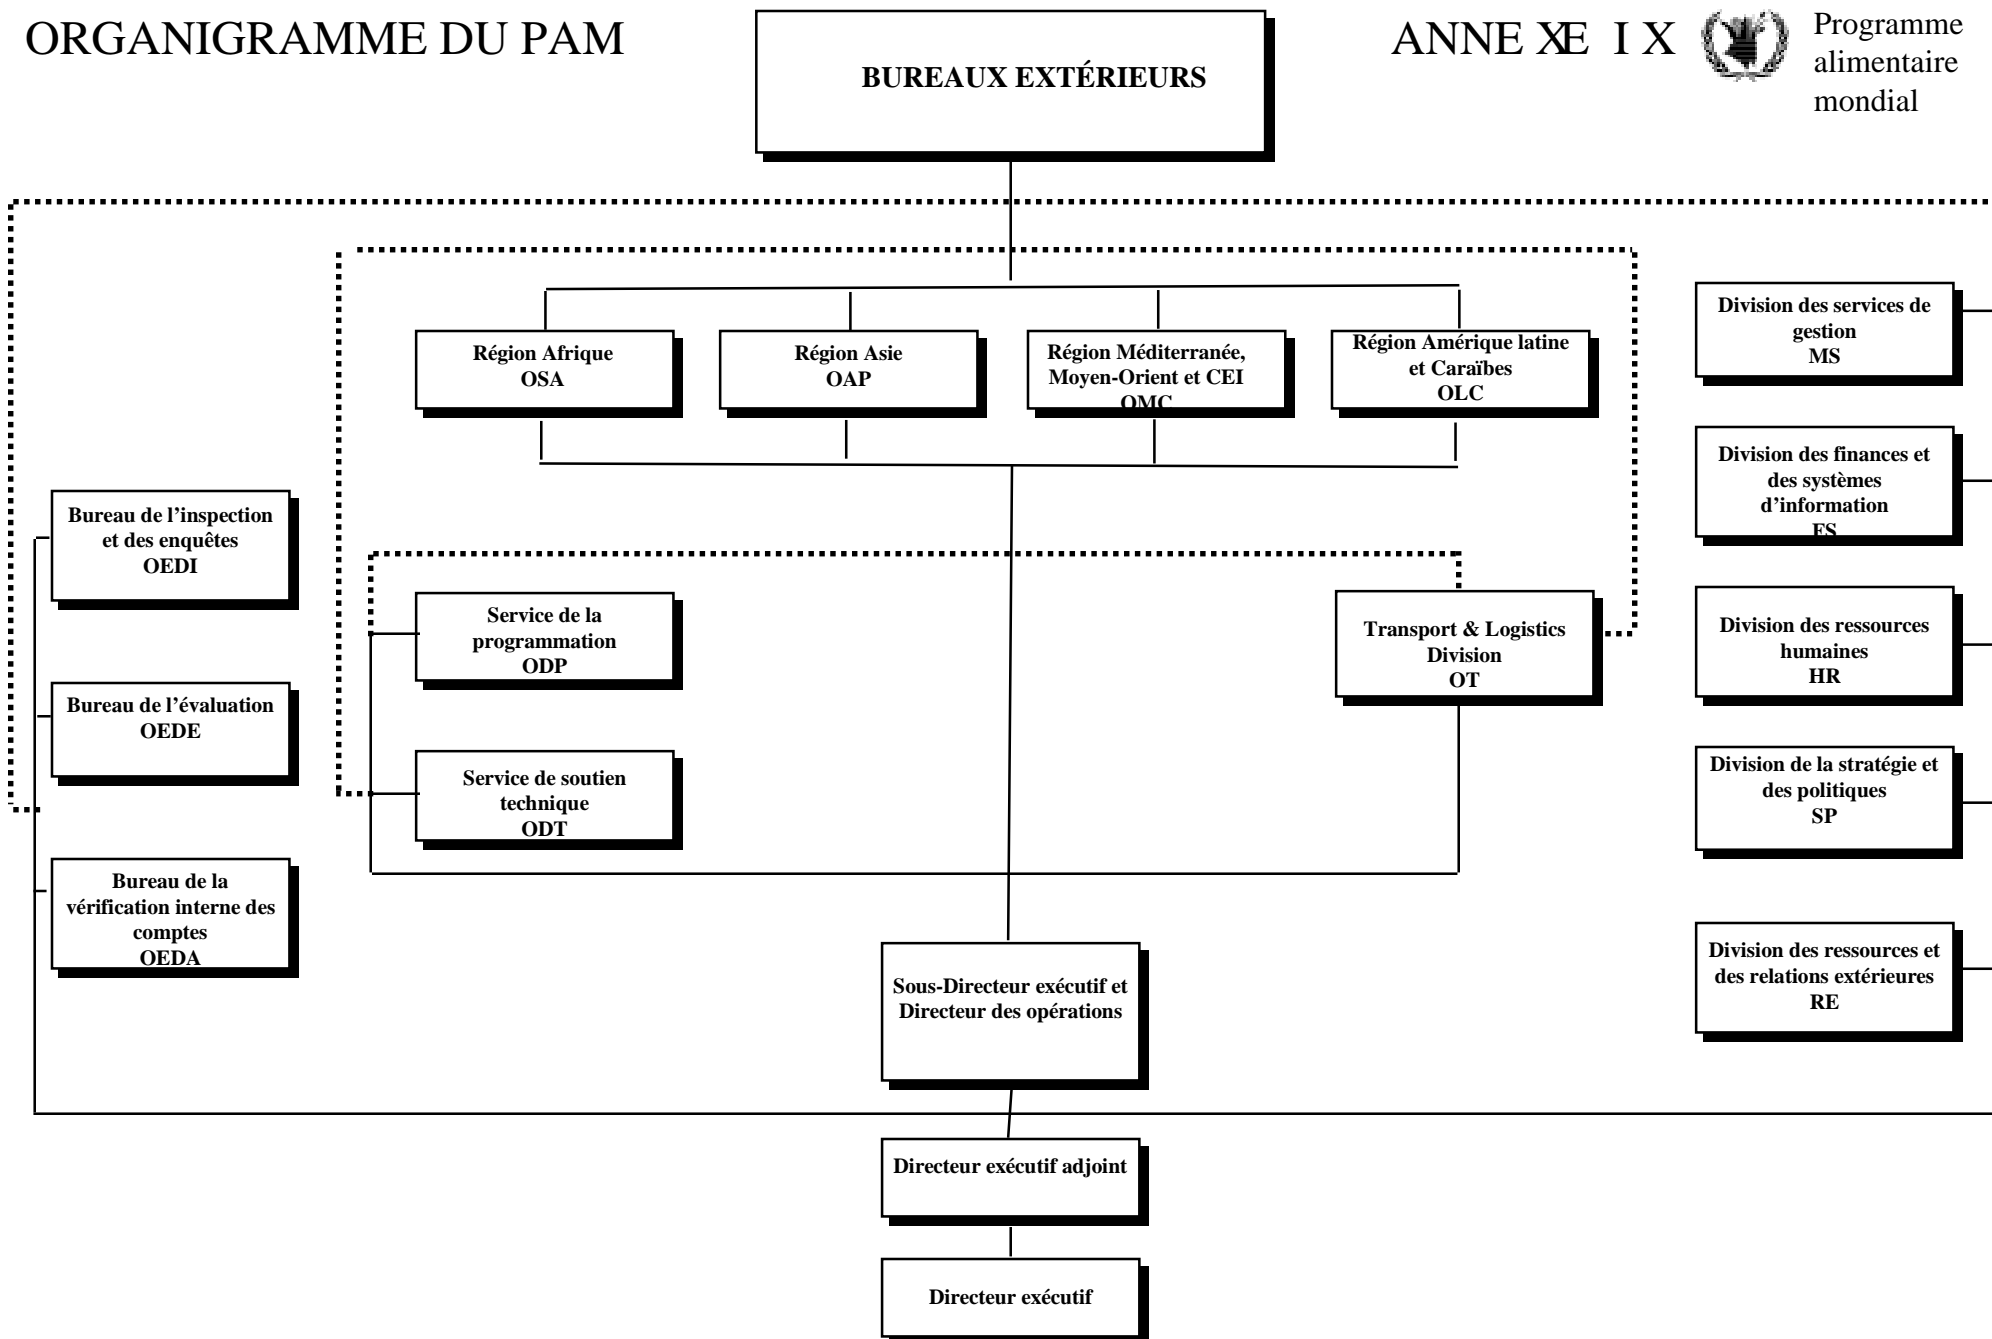 ORGANIGRAMME DU PAM
ANNEXE IX
Programme
alimentaire
mondial
BUREAUX EXTÉRIEURS
Région Afrique
OSA
Région Asie
OAP
Région Méditerranée,
Moyen-Orient et CEI
OMC
Région Amérique latine
et Caraïbes
OLC
Division des services de
gestion
MS
Division des finances et
des systèmes
d’information
FS
Bureau de l’inspection
et des enquêtes
OEDI
Service de la
programmation
ODP
Transport & Logistics
Division
OT
Division des ressources
humaines
HR
Bureau de l’évaluation
OEDE
Service de soutien
technique
ODT
Division de la stratégie et
des politiques
SP
Bureau de la
vérification interne des
comptes
OEDA
Division des ressources et
des relations extérieures
RE
Sous-Directeur exécutif et
Directeur des opérations
Directeur exécutif adjoint
Directeur exécutif